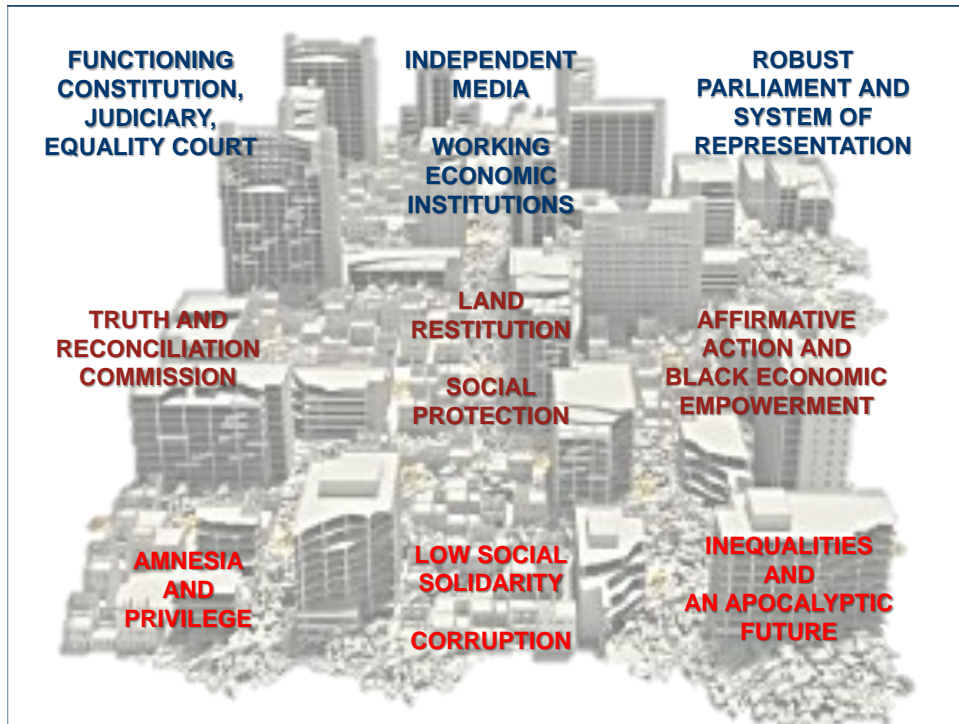 FUNCTIONING
CONSTITUTION,
JUDICIARY,
EQUALITY COURT
INDEPENDENT
MEDIA
WORKING
ECONOMIC
INSTITUTIONS
ROBUST
PARLIAMENT AND
SYSTEM OF
REPRESENTATION
TRUTH AND
RECONCILIATION
COMMISSION
LAND
RESTITUTION
SOCIAL
PROTECTION
AFFIRMATIVE
ACTION AND
BLACK ECONOMIC
EMPOWERMENT
AMNESIA
AND
PRIVILEGE
LOW SOCIAL
SOLIDARITY
CORRUPTION
INEQUALITIES
AND
AN APOCALYPTIC
FUTURE